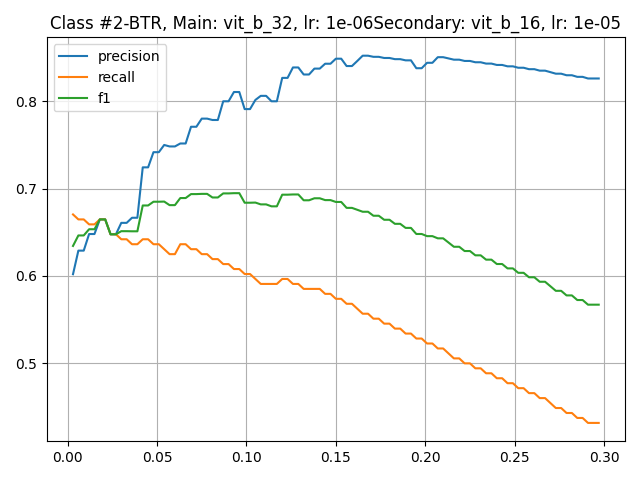 Class #2-BTR, Main: vit_b_32, lr: 1e-06Secondary: vit_b_16, lr: 1e-05
precision
recall
f1
0.8
0.7
0.6
0.5
0.00 0.05 0.10 0.15 0.20 0.25 0.30